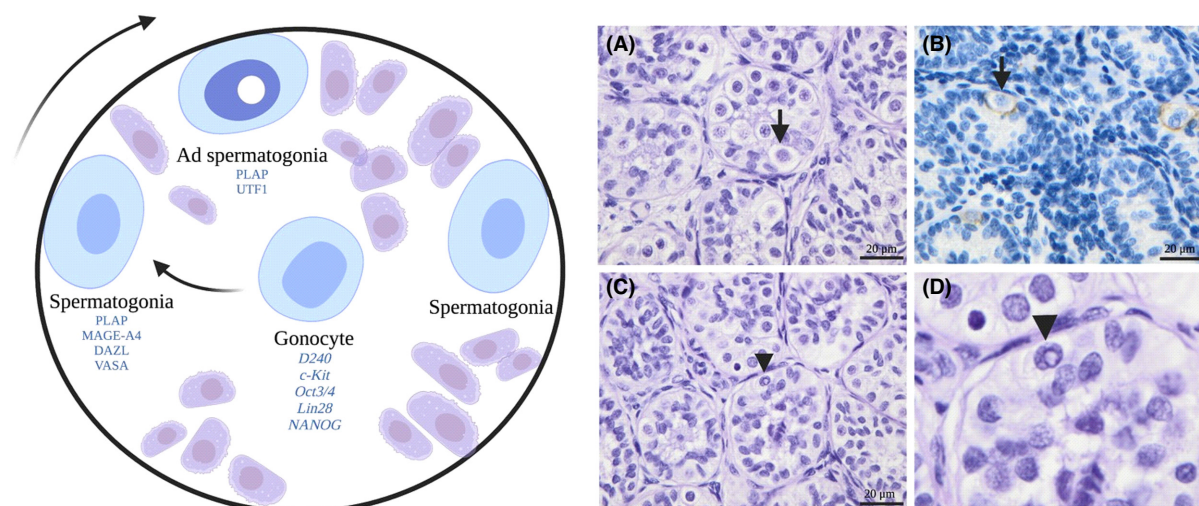 Ad spermatogonia
PLAP
UTF1
Spermatogonia
PLAP
MAGE-A4
DAZL
VASA
Gonocyte
D240
c-Kit
Oct3/4
Lin28
NANOG
Spermatogonia
(A)
20 μm
(B)
20 μm
(C)
20 μm
(D)